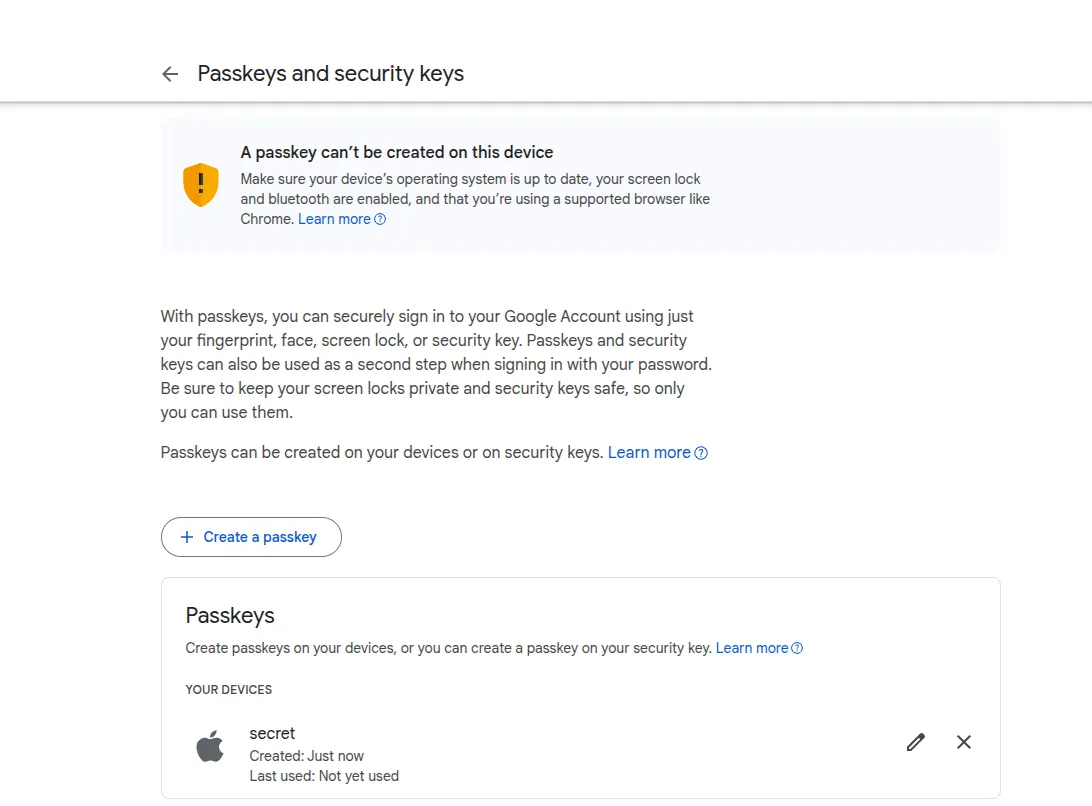 Passkeys and security keys
A passkey can’t be created on this device
Make sure your device’s operating system is up to date, your screen lock
and bluetooth are enabled, and that you’re using a supported browser like
Chrome. Learn more
With passkeys, you can securely sign in to your Google Account using just
your fingerprint, face, screen lock, or security key. Passkeys and security
keys can also be used as a second step when signing in with your password.
Be sure to keep your screen locks private and security keys safe, so only
you can use them.
Passkeys can be created on your devices or on security keys. Learn more
+ Create a passkey
Passkeys
Create passkeys on your devices, or you can create a passkey on your security key. Learn more
YOUR DEVICES
secret
Created: Just now
Last used: Not yet used